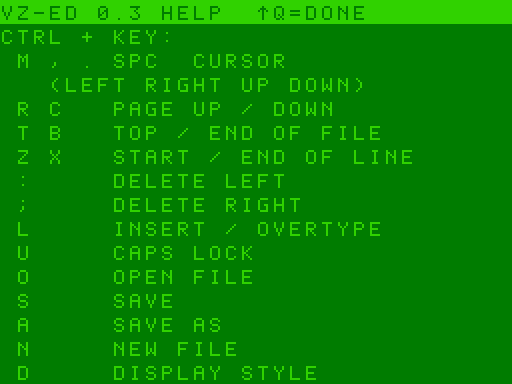 VZ-ED 0.3 HELP  ↑Q=DONE
CTRL + KEY:
 M , . SPC  CURSOR
   (LEFT RIGHT UP DOWN)
 R C   PAGE UP / DOWN
 T B   TOP / END OF FILE
 Z X   START / END OF LINE
 :     DELETE LEFT
 ;     DELETE RIGHT
 L     INSERT / OVERTYPE
 U     CAPS LOCK
 O     OPEN FILE
 S     SAVE
 A     SAVE AS
 N     NEW FILE
 D     DISPLAY STYLE